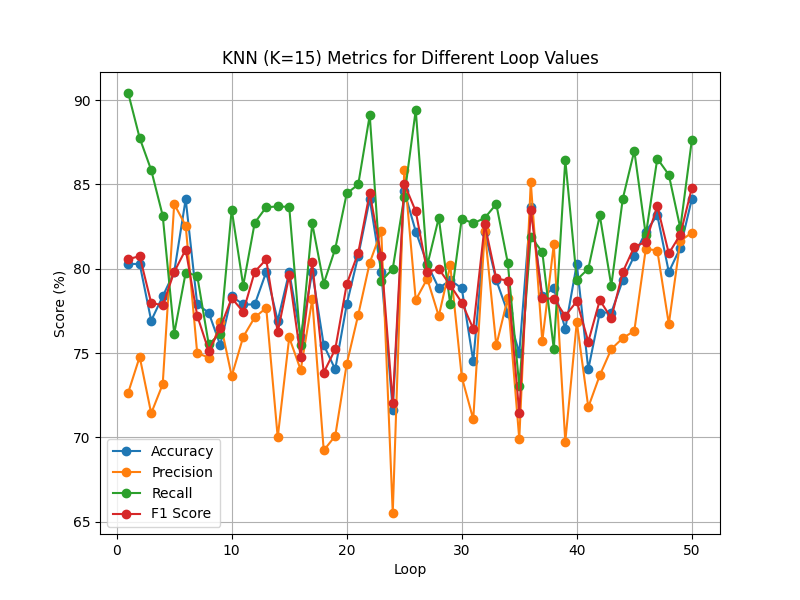 KNN (K=15) Metrics for Different Loop Values
Score (%)
90
85
80
75
70
65
Accuracy
Precision
Recall
F1 Score
0
10
20
30
40
50
Loop